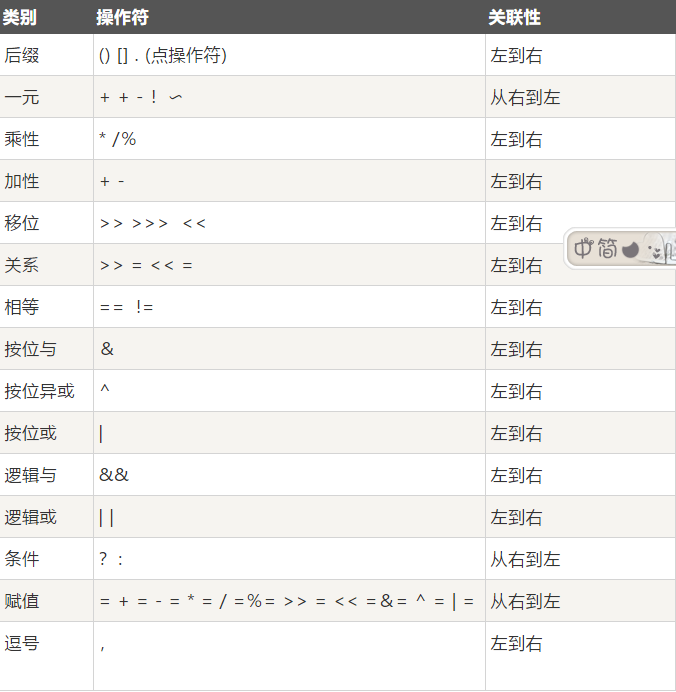 类别 操作符 关联性
后缀 () [] . (点操作符) 左到右
一元 + + - ! ~ 从右到左
乘性 * /% 左到右
加性 + - 左到右
移位 >> >>> << 左到右
中简
关系 >> = << = 左到右
相等 == != 左到右
按位与 & 左到右
按位异或 ^ 左到右
按位或 | 左到右
逻辑与 && 左到右
逻辑或 | | 左到右
条件 ? : 从右到左
赋值 = + = - = * = / =%= >> = << =&= ^ = | = 从右到左
逗号 , 左到右